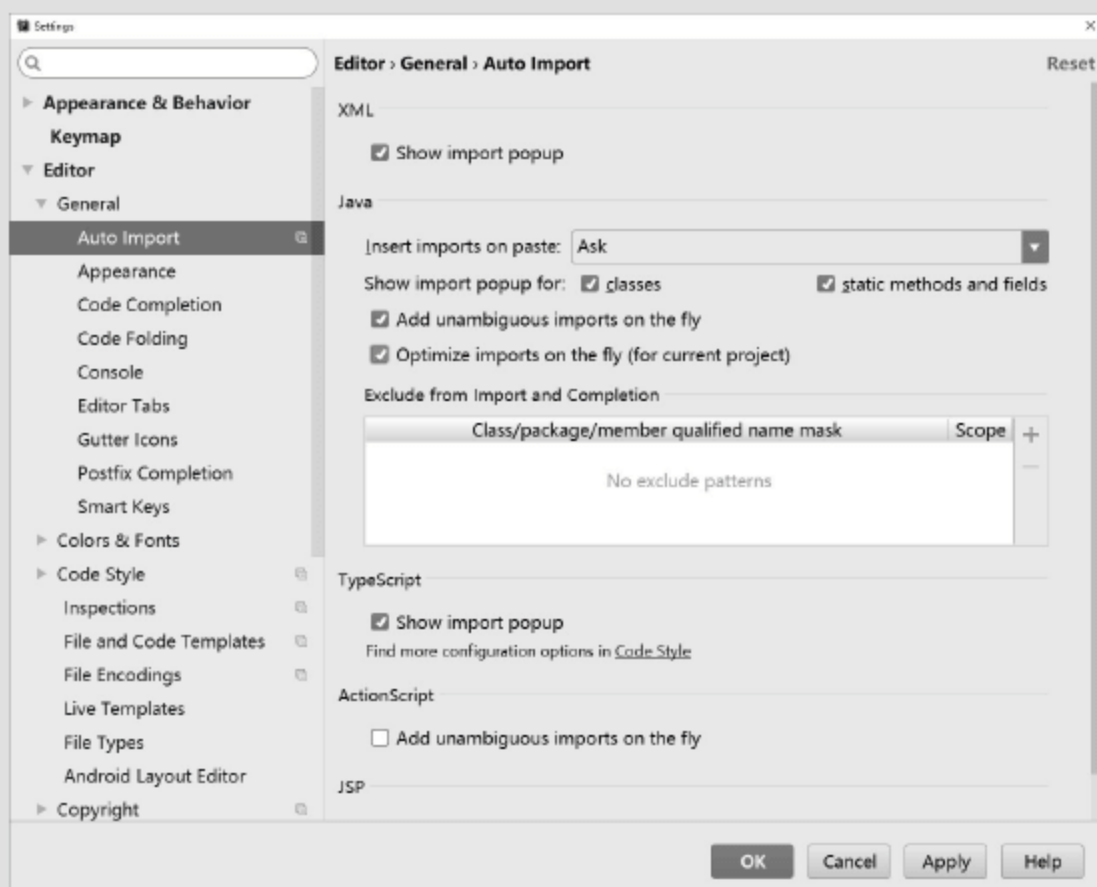 Settings
Editor › General › Auto Import
Reset
Appearance & Behavior
Keymap
Editor
General
Auto Import
Appearance
Code Completion
Code Folding
Console
Editor Tabs
Gutter Icons
Postfix Completion
Smart Keys
Colors & Fonts
Code Style
Inspections
File and Code Templates
File Encodings
Live Templates
File Types
Android Layout Editor
Copyright
XML
Show import popup
Java
Insert imports on paste: Ask
Show import popup for: classes static methods and fields
Add unambiguous imports on the fly
Optimize imports on the fly (for current project)
Exclude from Import and Completion
Class/package/member qualified name mask Scope
No exclude patterns
TypeScript
Show import popup
Find more configuration options in Code Style
ActionScript
Add unambiguous imports on the fly
JSP
OK Cancel Apply Help